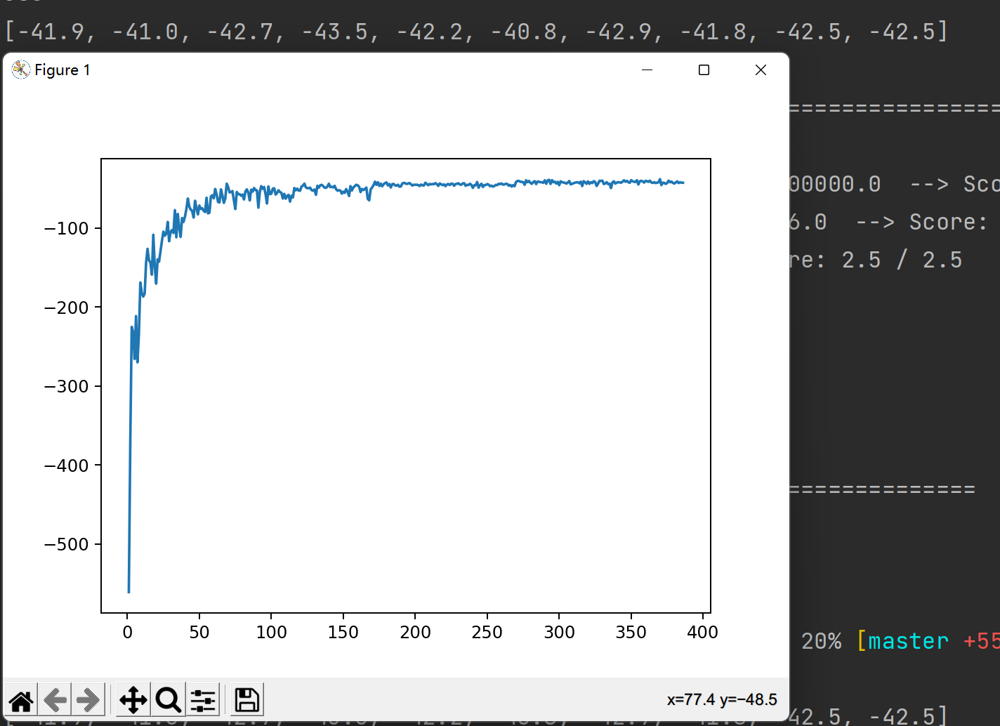 [-41.9, -41.0, -42.7, -43.5, -42.2, -40.8, -42.9, -41.8, -42.5, -42.5]
Figure 1
================
00000.0 --> Sco
6.0 --> Score:
re: 2.5 / 2.5
−100
−200
−300
−400
−500
==============
0 50 100 150 200 250 300 350 400
20% [master +55
x=77.4 y=−48.5
42.5, -42.5]